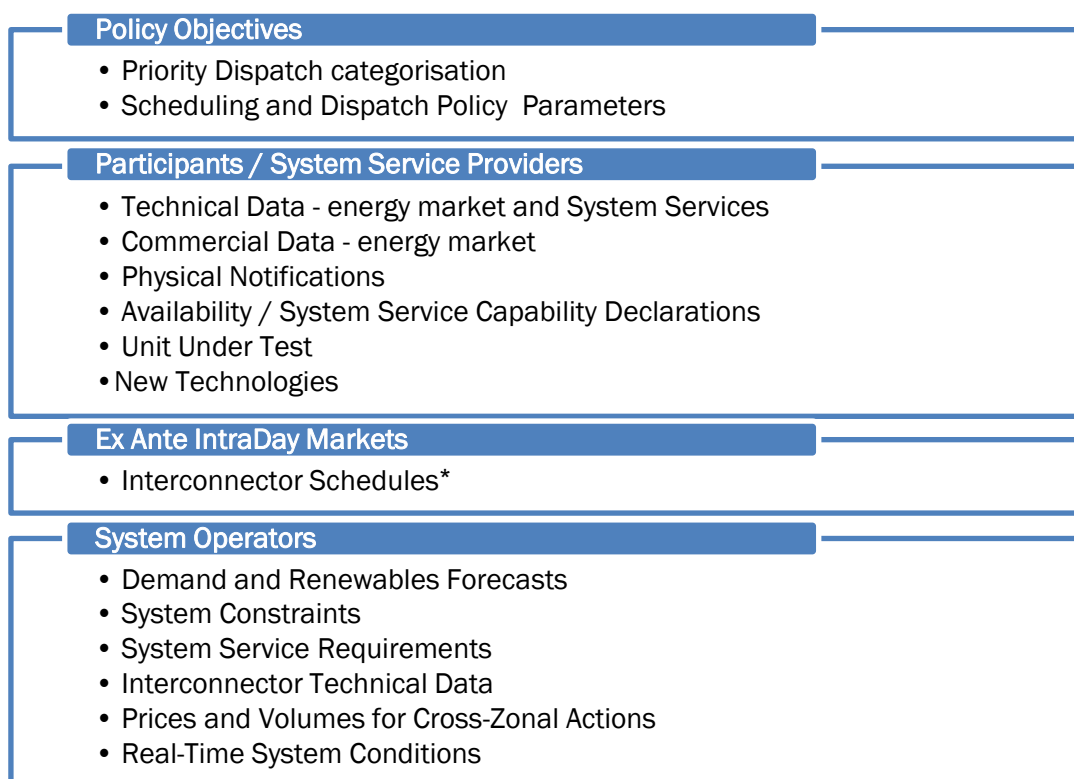 Policy Objectives
• Priority Dispatch categorisation
• Scheduling and Dispatch Policy Parameters
Participants / System Service Providers
• Technical Data - energy market and System Services
• Commercial Data - energy market
• Physical Notifications
• Availability / System Service Capability Declarations
• Unit Under Test
• New Technologies
Ex Ante IntraDay Markets
• Interconnector Schedules*
System Operators
• Demand and Renewables Forecasts
• System Constraints
• System Service Requirements
• Interconnector Technical Data
• Prices and Volumes for Cross-Zonal Actions
• Real-Time System Conditions